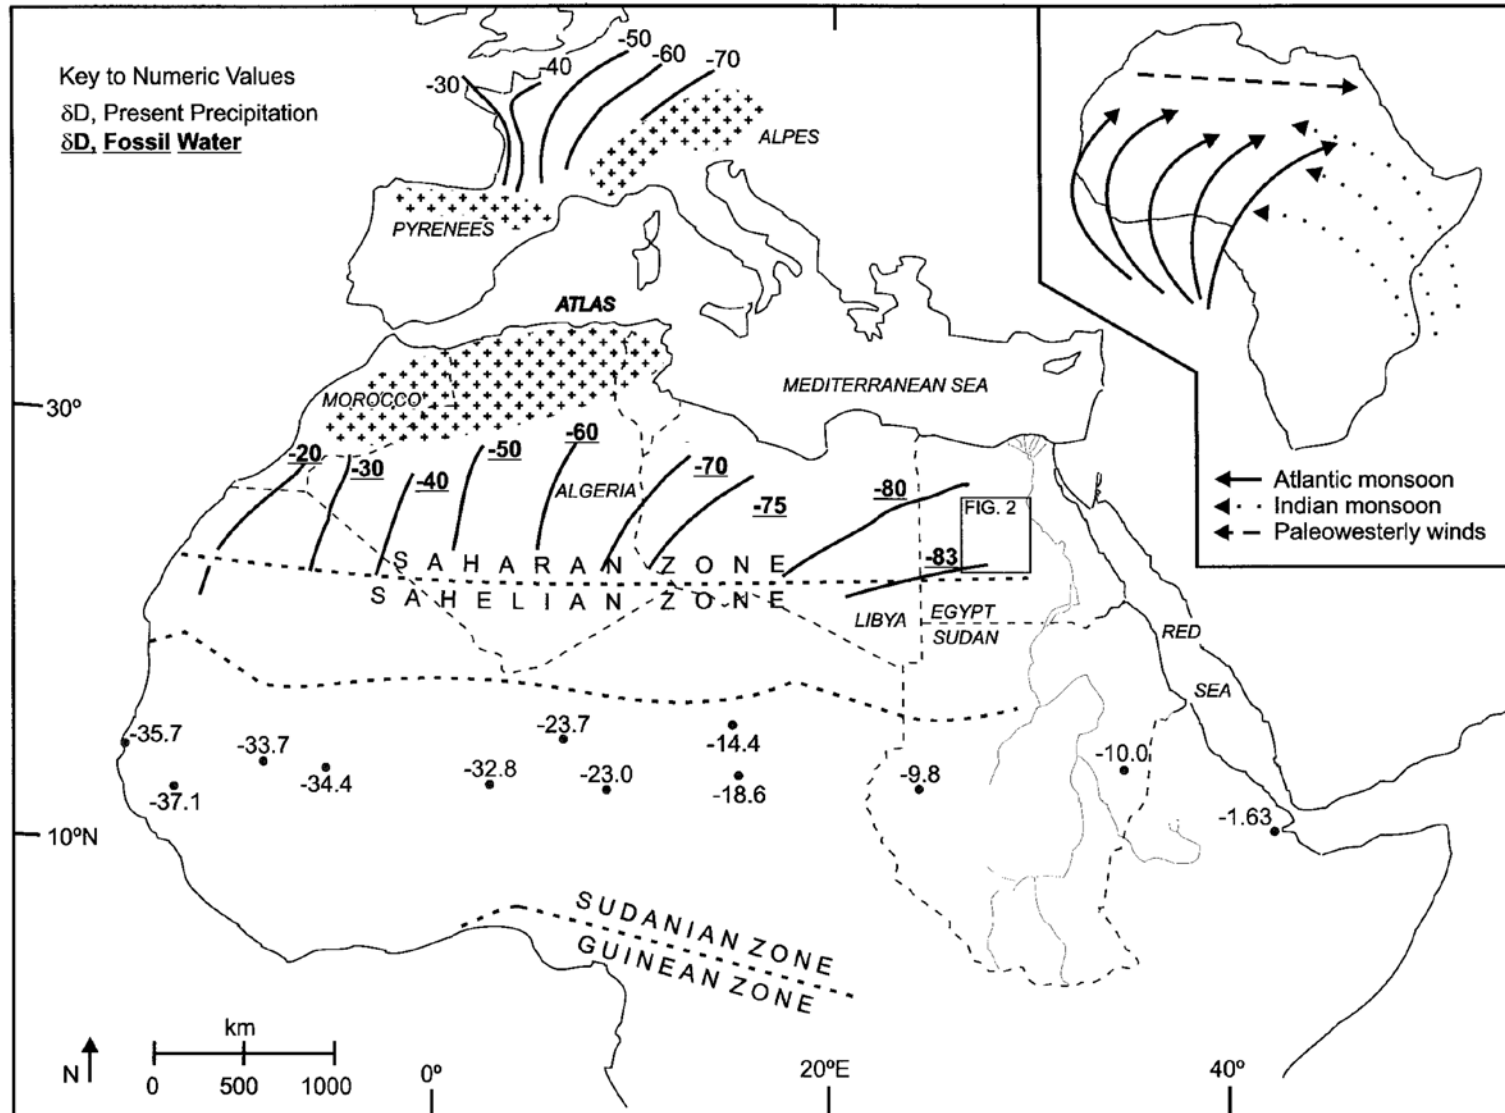 Key to Numeric Values
δD, Present Precipitation
δD, Fossil Water
-30
-40
-50
-60
-70
ALPES
PYRENEES
ATLAS
MOROCCO
MEDITERRANEAN SEA
30º
-20
-30
-40
-50
-60
ALGERIA
-70
-75
-80
FIG. 2
-83
SAHARAN ZONE
SAHELIAN ZONE
LIBYA
EGYPT
SUDAN
RED
SEA
-35.7
-37.1
-33.7
-34.4
-32.8
-23.7
-23.0
-14.4
-18.6
-9.8
-10.0
-1.63
10ºN
SUDANIAN ZONE
GUINEAN ZONE
km
0 500 1000
N
0º
20ºE
40º
Atlantic monsoon
Indian monsoon
Paleowesterly winds